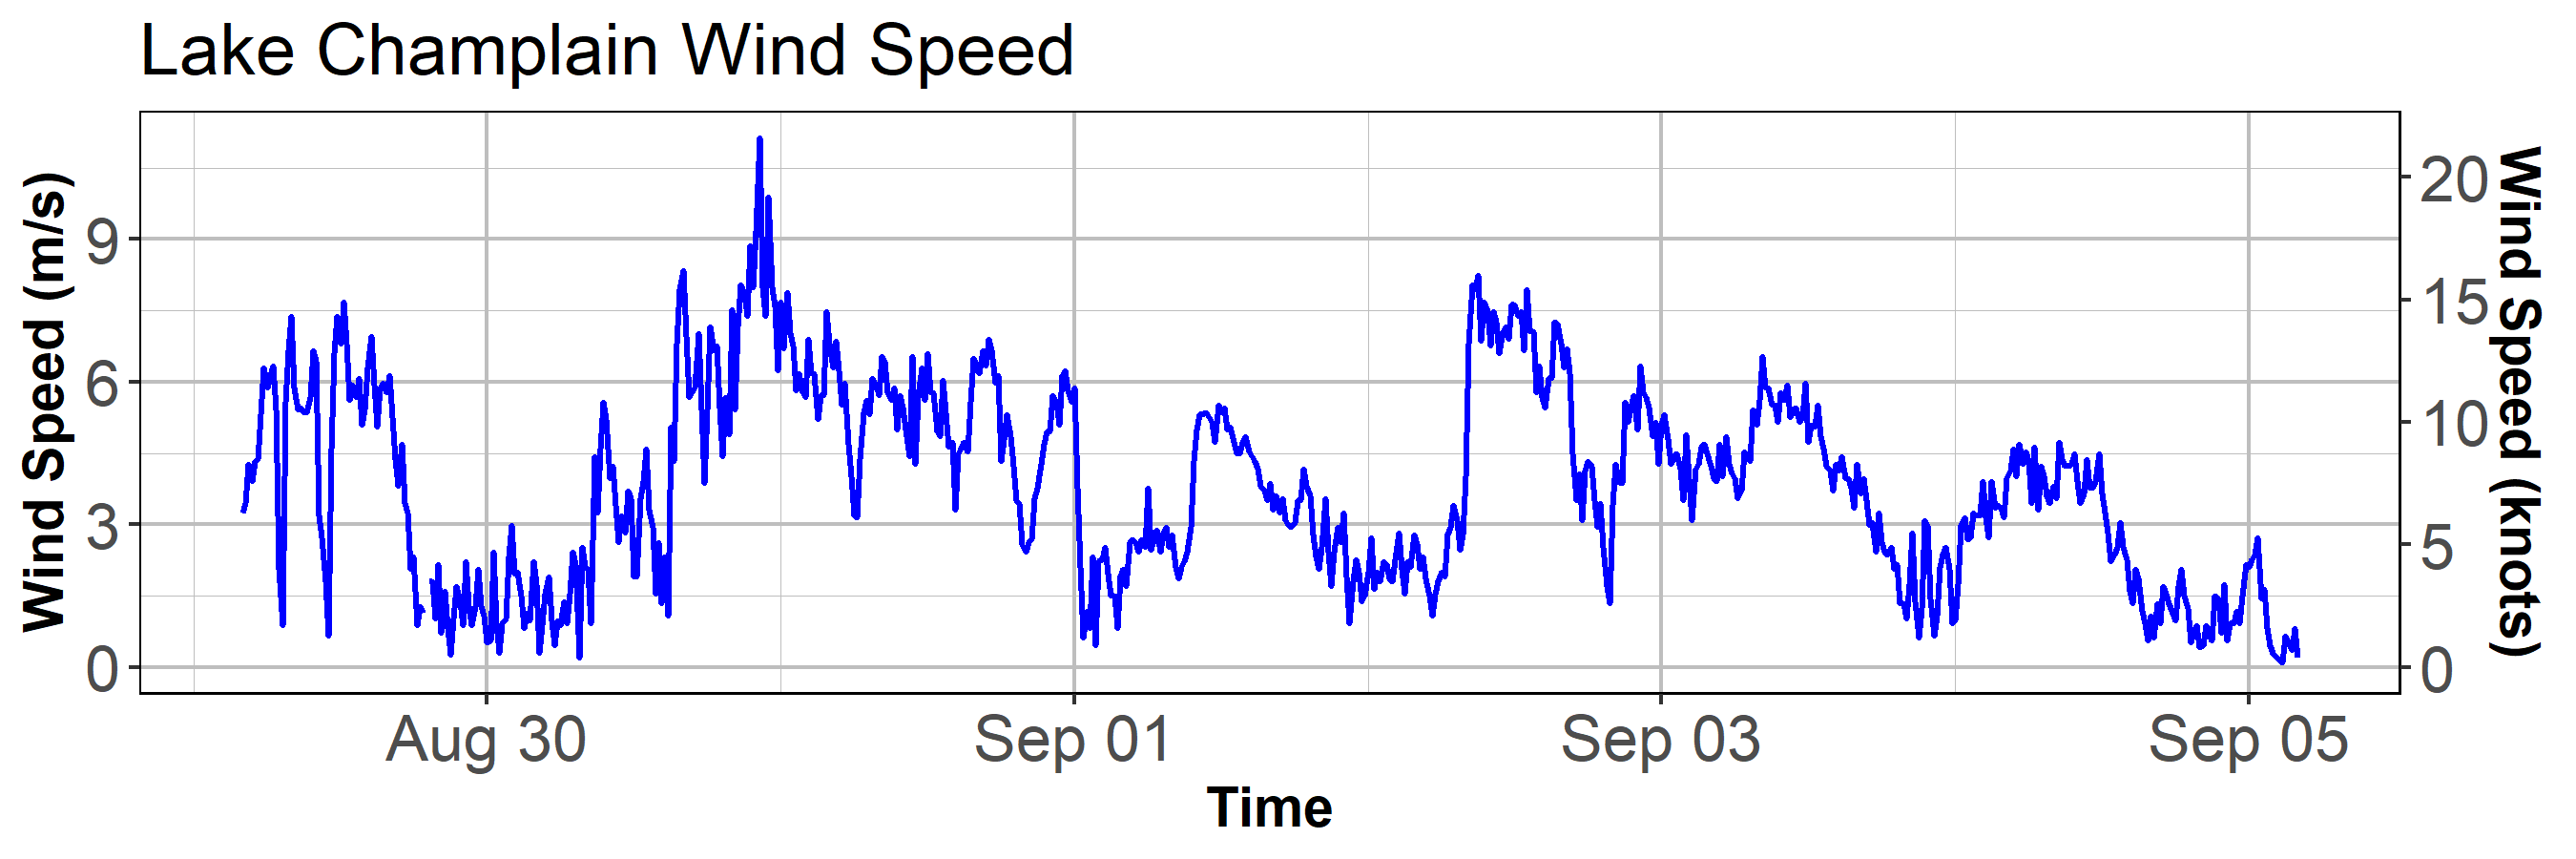 Lake Champlain Wind Speed
Wind Speed (m/s)
9
6
3
0
20
15
10
5
0
Wind Speed (knots)
Aug 30
Sep 01
Sep 03
Sep 05
Time